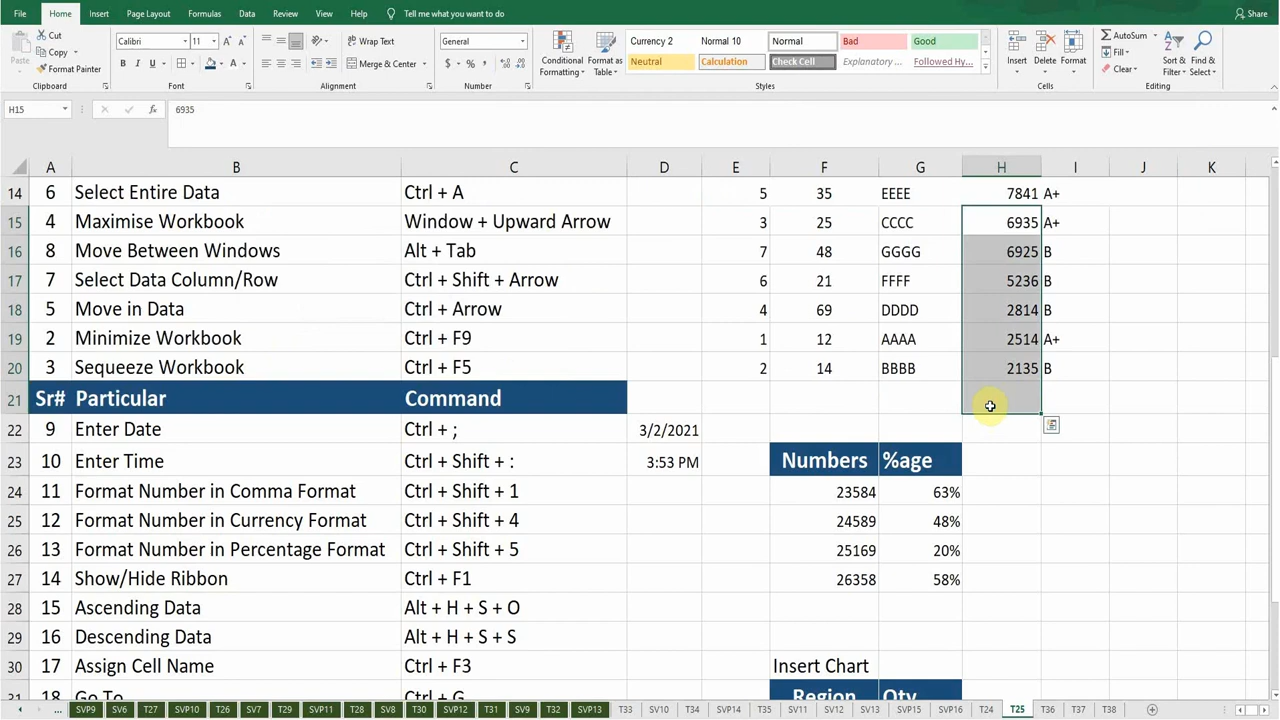 File Home Insert Page Layout Formulas Data Review View Help Tell me what you want to do Share
Paste Cut Copy Format Painter Clipboard
Calibri 11 B I U Font
Wrap Text Merge & Center Alignment
General $ % Number
Conditional Formatting Format as Table
Currency 2 Normal 10 Normal Bad Good
Neutral Calculation Check Cell Explanatory ... Followed Hy...
Styles
Insert Delete Format Cells
AutoSum Fill Clear Sort & Filter Find & Select Editing
H15 fx 6935
A B C D E F G H I J K
14 6 Select Entire Data Ctrl + A 5 35 EEEE 7841 A+
15 4 Maximise Workbook Window + Upward Arrow 3 25 CCCC 6935 A+
16 8 Move Between Windows Alt + Tab 7 48 GGGG 6925 B
17 7 Select Data Column/Row Ctrl + Shift + Arrow 6 21 FFFF 5236 B
18 5 Move in Data Ctrl + Arrow 4 69 DDDD 2814 B
19 2 Minimize Workbook Ctrl + F9 1 12 AAAA 2514 A+
20 3 Sequeeze Workbook Ctrl + F5 2 14 BBBB 2135 B
21 Sr# Particular Command
22 9 Enter Date Ctrl + ; 3/2/2021
23 10 Enter Time Ctrl + Shift + : 3:53 PM Numbers %age
24 11 Format Number in Comma Format Ctrl + Shift + 1 23584 63%
25 12 Format Number in Currency Format Ctrl + Shift + 4 24589 48%
26 13 Format Number in Percentage Format Ctrl + Shift + 5 25169 20%
27 14 Show/Hide Ribbon Ctrl + F1 26358 58%
28 15 Ascending Data Alt + H + S + O
29 16 Descending Data Alt + H + S + S
30 17 Assign Cell Name Ctrl + F3 Insert Chart
31 18 Go To Ctrl + G Region Qty
... SVP9 SV6 T27 SVP10 T26 SV7 T29 SVP11 T28 SV8 T30 SVP12 T31 SV9 T32 SVP13 T33 SV10 T34 SVP14 T35 SV11 SV12 SV13 SVP15 SVP16 T24 T25 T36 T37 T38